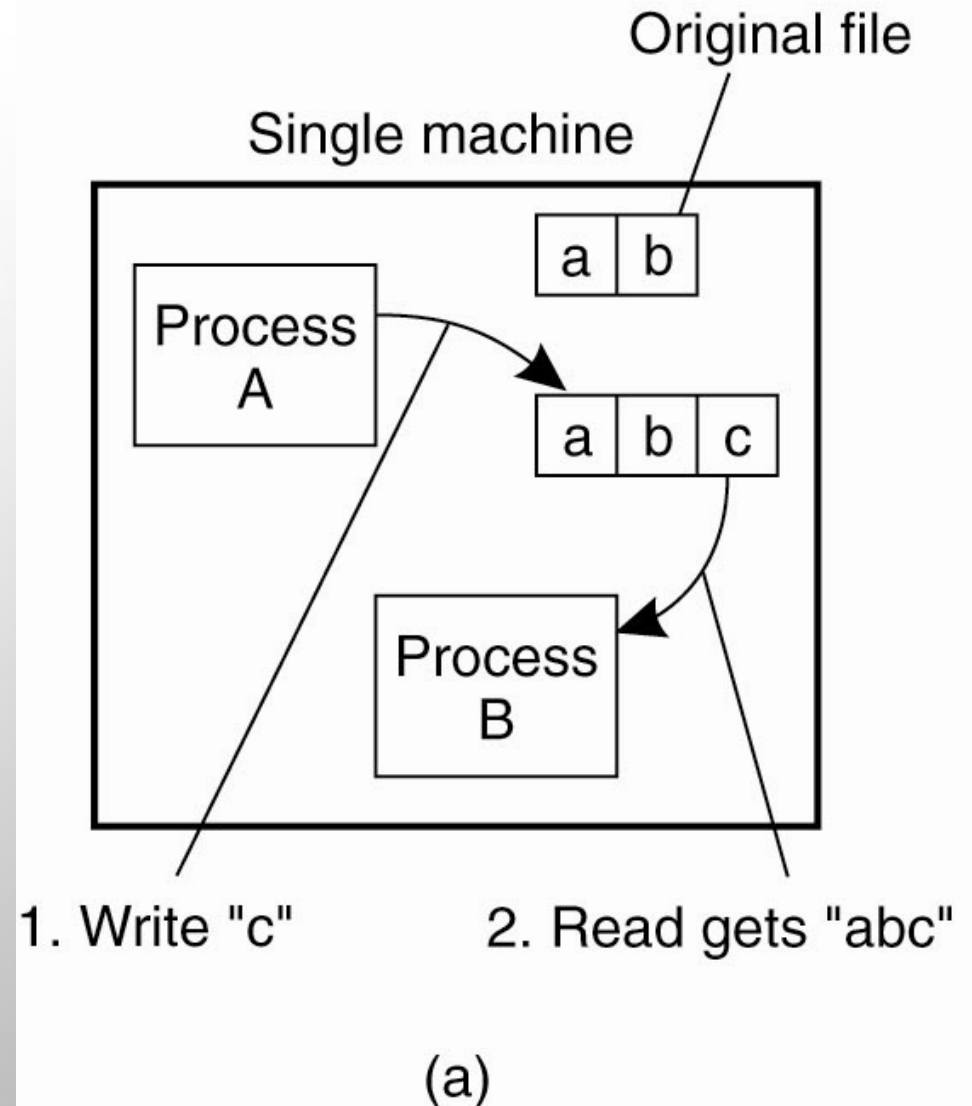 Original file
Single machine
a b
Process
A
a b c
Process
B
1. Write "c"
2. Read gets "abc"
(a)